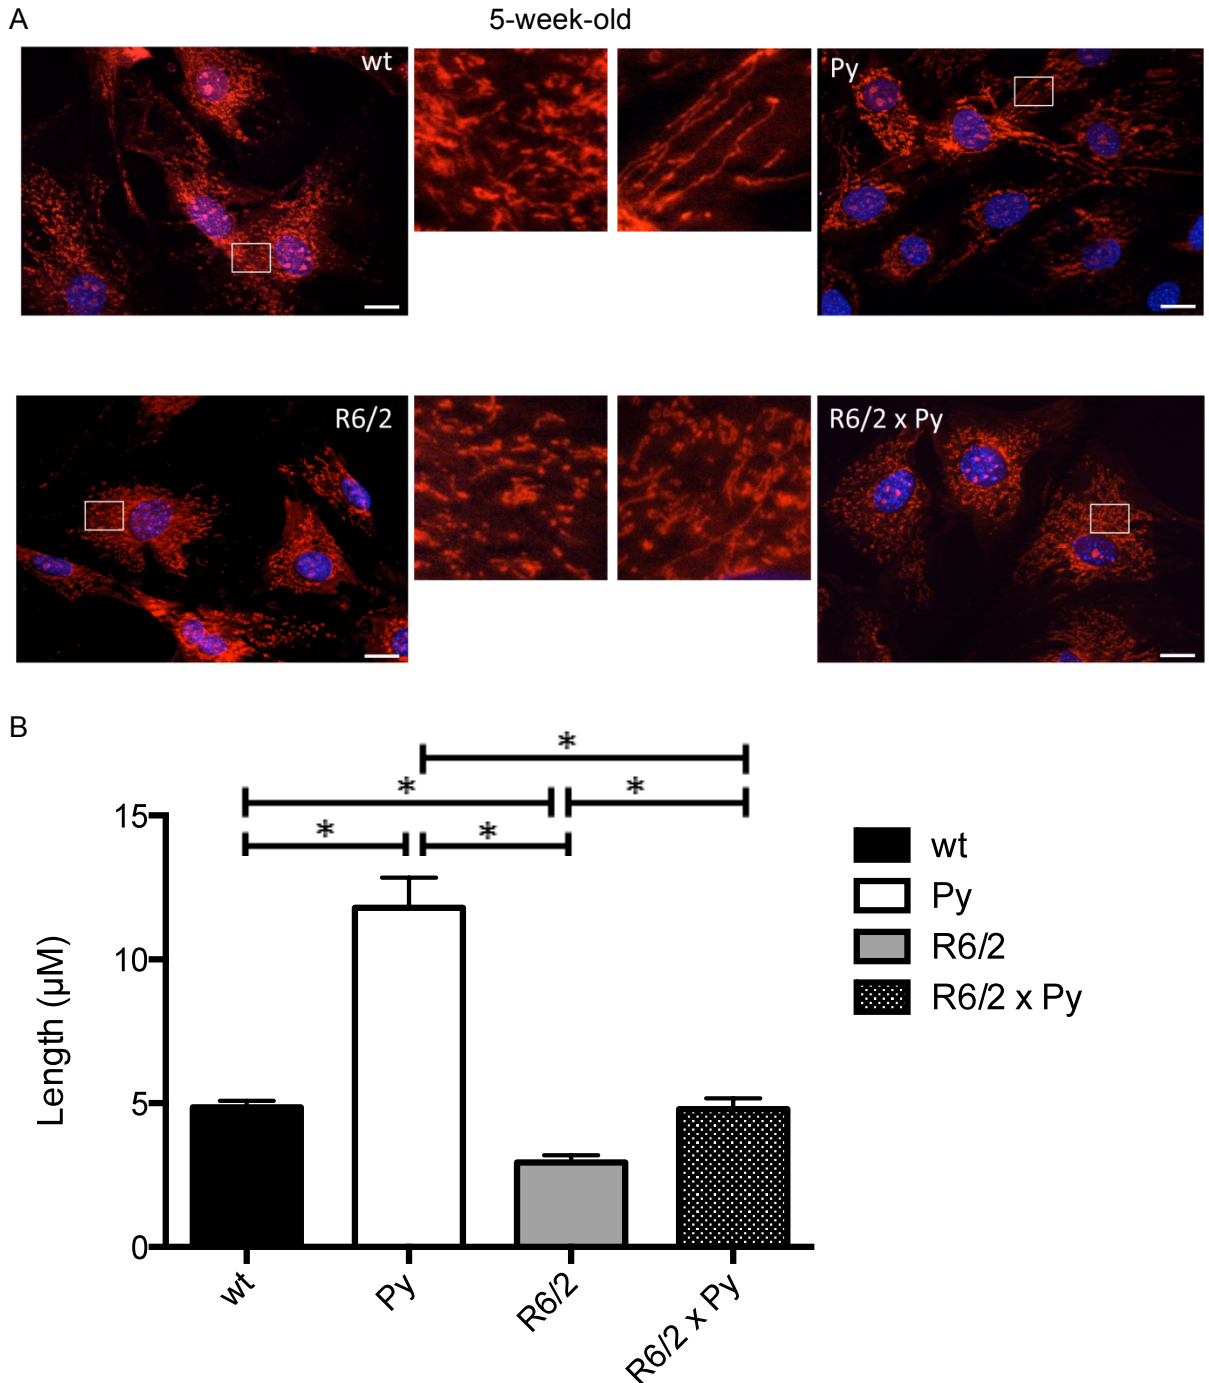 A
5-week-old
wt
Py
R6/2
R6/2 x Py
B
*
*
*
*
*
15
10
5
0
Length (µM)
wt
Py
R6/2
R6/2 x Py
wt
Py
R6/2
R6/2 x Py